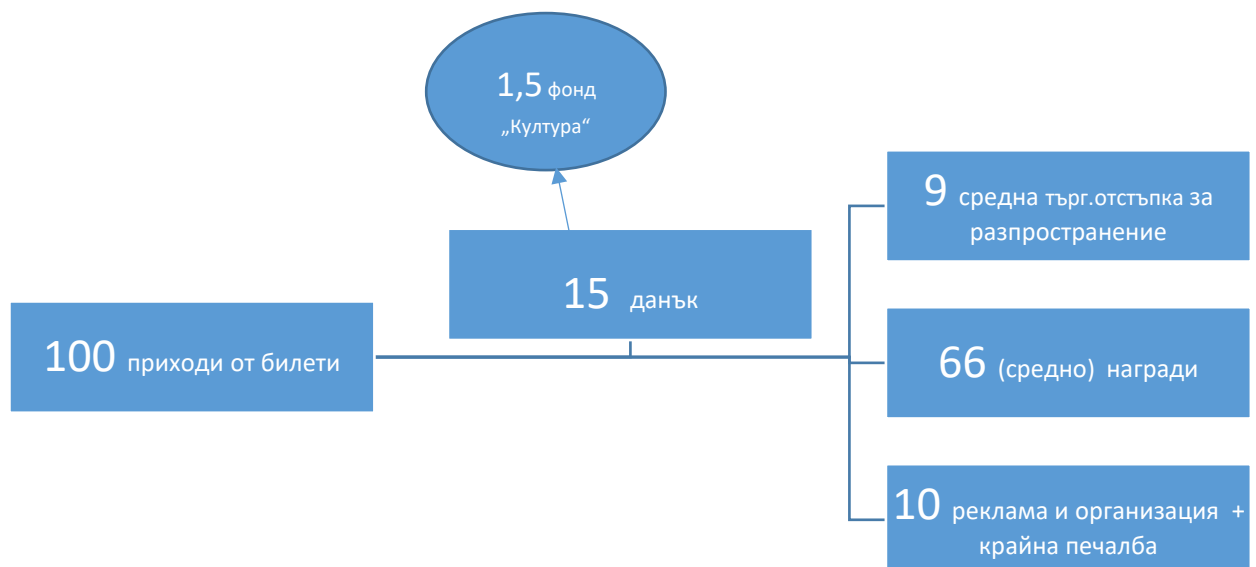 1,5 фонд
„Култура“
15 данък
100 приходи от билети
9 средна търг.отстъпка за
разпространение
66 (средно) награди
10 реклама и организация +
крайна печалба